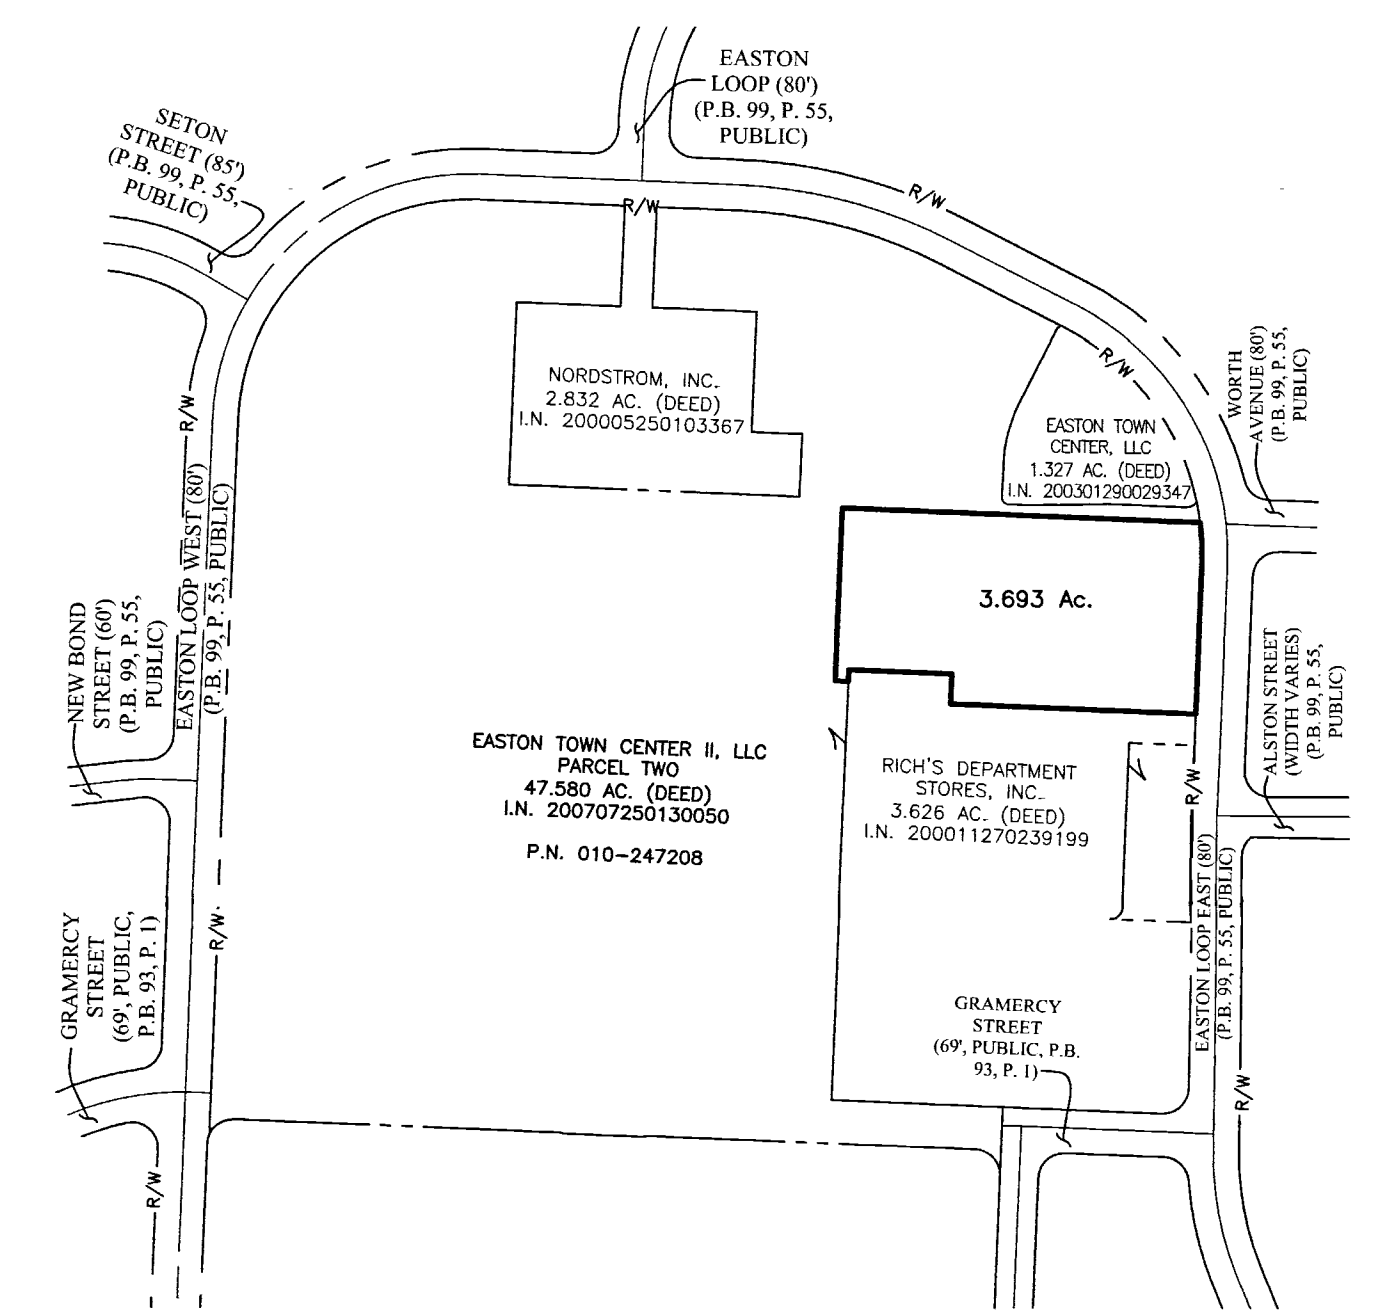 EASTON
LOOP (80')
(P.B. 99, P. 55,
PUBLIC)
SETON
STREET (85')
(P.B. 99, P. 55,
PUBLIC)
R/W
R/W
NORDSTROM, INC.
2.832 AC. (DEED)
I.N. 200005250103367
R/W
R/W
WORTH
AVENUE (80')
(P.B. 99, P. 55,
PUBLIC)
EASTON TOWN
CENTER, LLC
1.327 AC. (DEED)
I.N. 200301290029347
EASTON LOOP WEST (80')
(P.B. 99, P. 55, PUBLIC)
3.693 Ac.
NEW BOND
STREET (60')
(P.B. 99, P. 55,
PUBLIC)
ALSTON STREET
(WIDTH VARIES)
(P.B. 99, P. 55,
PUBLIC)
EASTON TOWN CENTER II, LLC
PARCEL TWO
47.580 AC. (DEED)
I.N. 200707250130050
P.N. 010-247208
RICH'S DEPARTMENT
STORES, INC.
3.626 AC. (DEED)
I.N. 200011270239199
R/W
EASTON LOOP EAST (80')
(P.B. 99, P. 55, PUBLIC)
R/W
GRAMERCY
STREET
(69', PUBLIC,
P.B. 93, P. 1)
GRAMERCY
STREET
(69', PUBLIC, P.B.
93, P. 1)
R/W
R/W